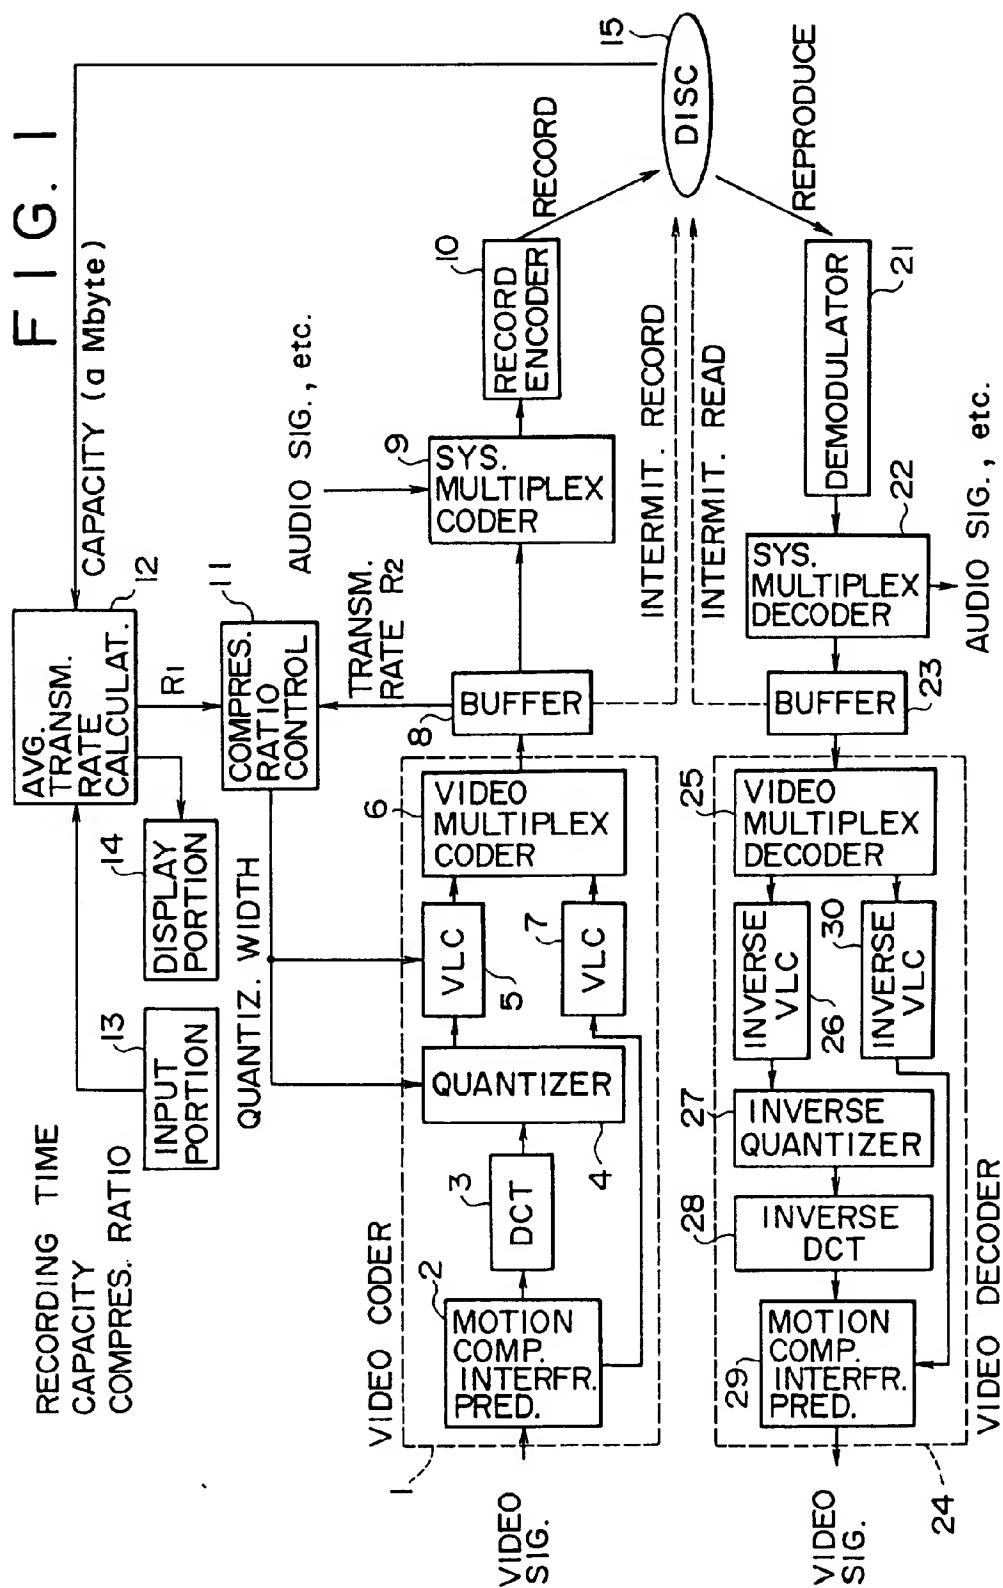 FIG. 1
RECORDING TIME
CAPACITY
COMPRES. RATIO
13
INPUT
PORTION
14
DISPLAY
PORTION
AVG.
TRANSM.
RATE
CALCULAT.
12
CAPACITY (a Mbyte)
R1
QUANTIZ. WIDTH
COMPRES.
RATIO
CONTROL
11
TRANSM.
RATE R2
AUDIO SIG., etc.
VIDEO CODER
1
VIDEO
SIG.
2
MOTION
COMP.
INTERFR.
PRED.
3
DCT
4
QUANTIZER
5
VLC
7
VLC
6
VIDEO
MULTIPLEX
CODER
8
BUFFER
9
SYS.
MULTIPLEX
CODER
10
RECORD
ENCODER
RECORD
15
DISC
INTERMIT. RECORD
INTERMIT. READ
REPRODUCE
VIDEO
SIG.
24
VIDEO DECODER
29
MOTION
COMP.
INTERFR.
PRED.
28
INVERSE
DCT
27
INVERSE
QUANTIZER
26
INVERSE
VLC
30
INVERSE
VLC
25
VIDEO
MULTIPLEX
DECODER
BUFFER
23
SYS.
MULTIPLEX
DECODER
22
AUDIO SIG., etc.
DEMODULATOR
21